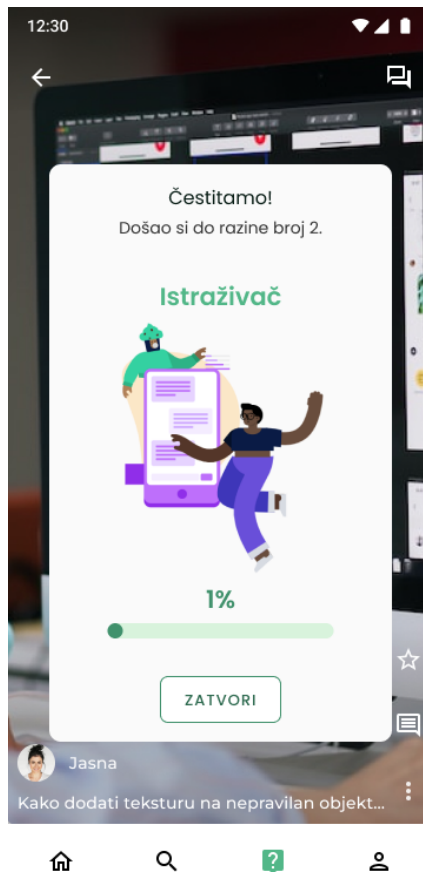 12:30
Čestitamo!
Došao si do razine broj 2.
Istraživač
1%
ZATVORI
Jasna
Kako dodati teksturu na nepravilan objekt...